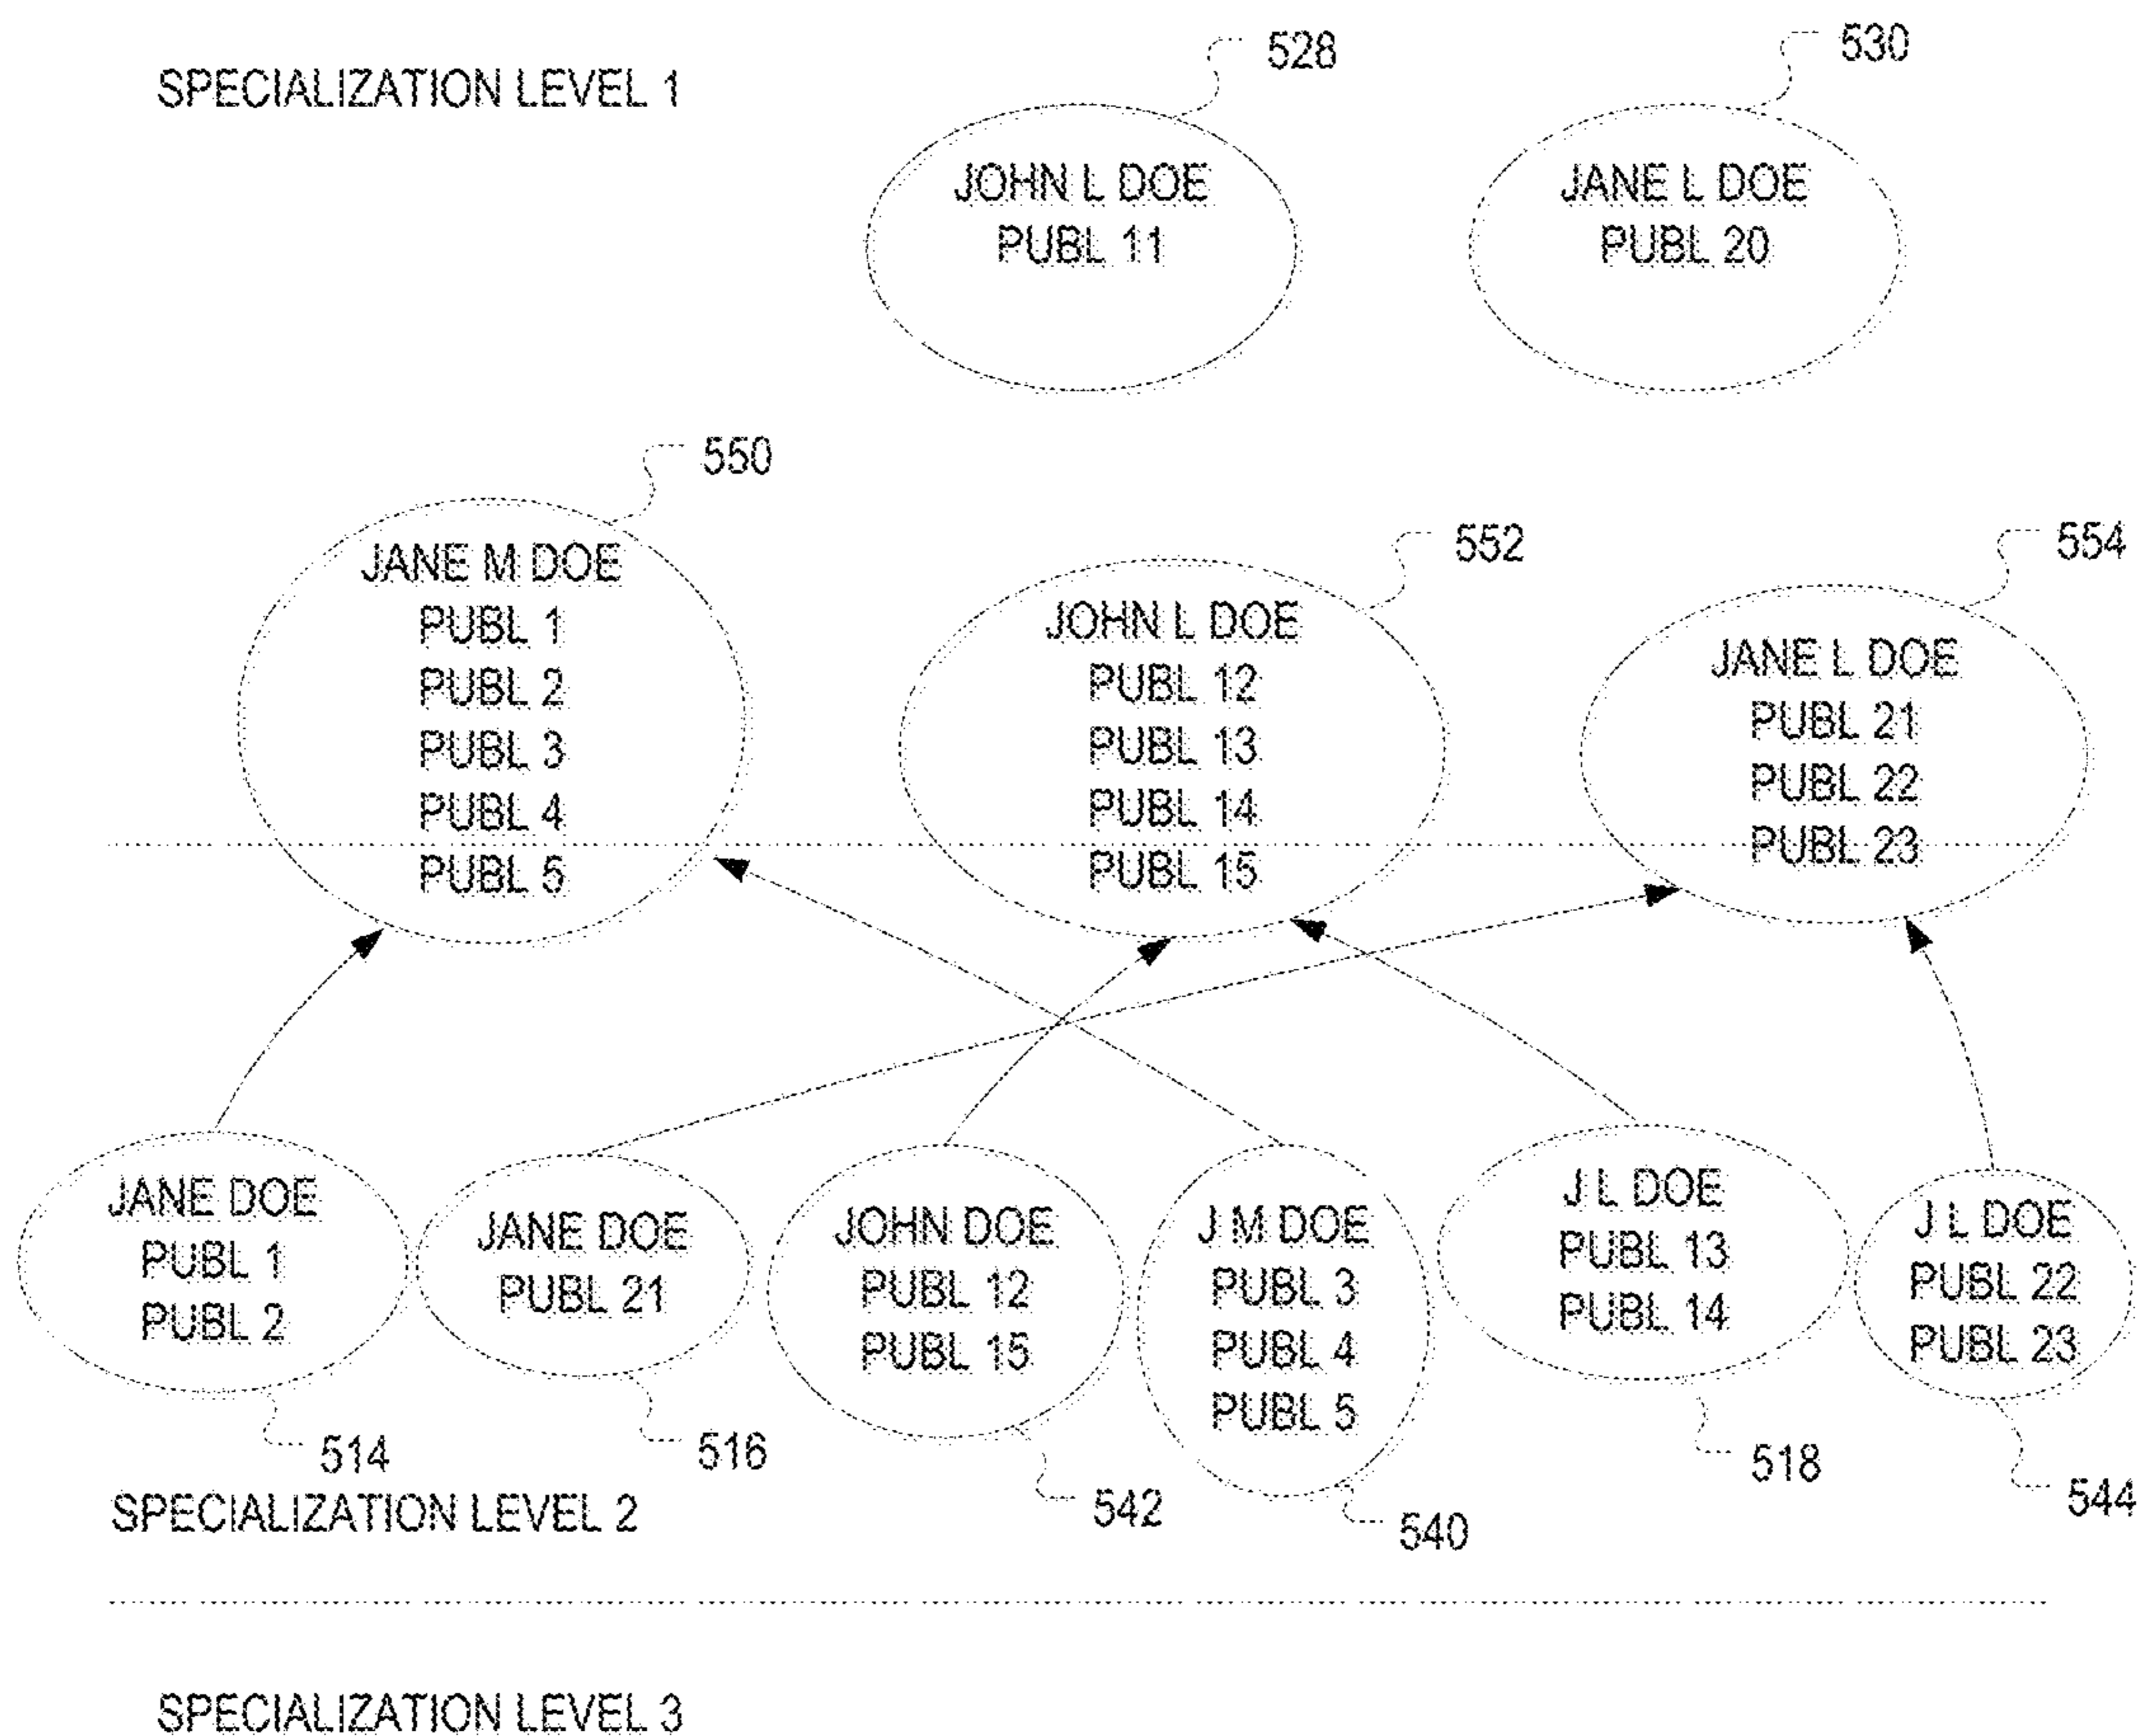 SPECIALIZATION LEVEL 1
528
530
JOHN L DOE
PUBL 11
JANE L DOE
PUBL 20
550
552
554
JANE M DOE
PUBL 1
PUBL 2
PUBL 3
PUBL 4
PUBL 5
JOHN L DOE
PUBL 12
PUBL 13
PUBL 14
PUBL 15
JANE L DOE
PUBL 21
PUBL 22
PUBL 23
JANE DOE
PUBL 1
PUBL 2
JANE DOE
PUBL 21
JOHN DOE
PUBL 12
PUBL 15
J M DOE
PUBL 3
PUBL 4
PUBL 5
J L DOE
PUBL 13
PUBL 14
J L DOE
PUBL 22
PUBL 23
514
516
542
540
518
544
SPECIALIZATION LEVEL 2
SPECIALIZATION LEVEL 3